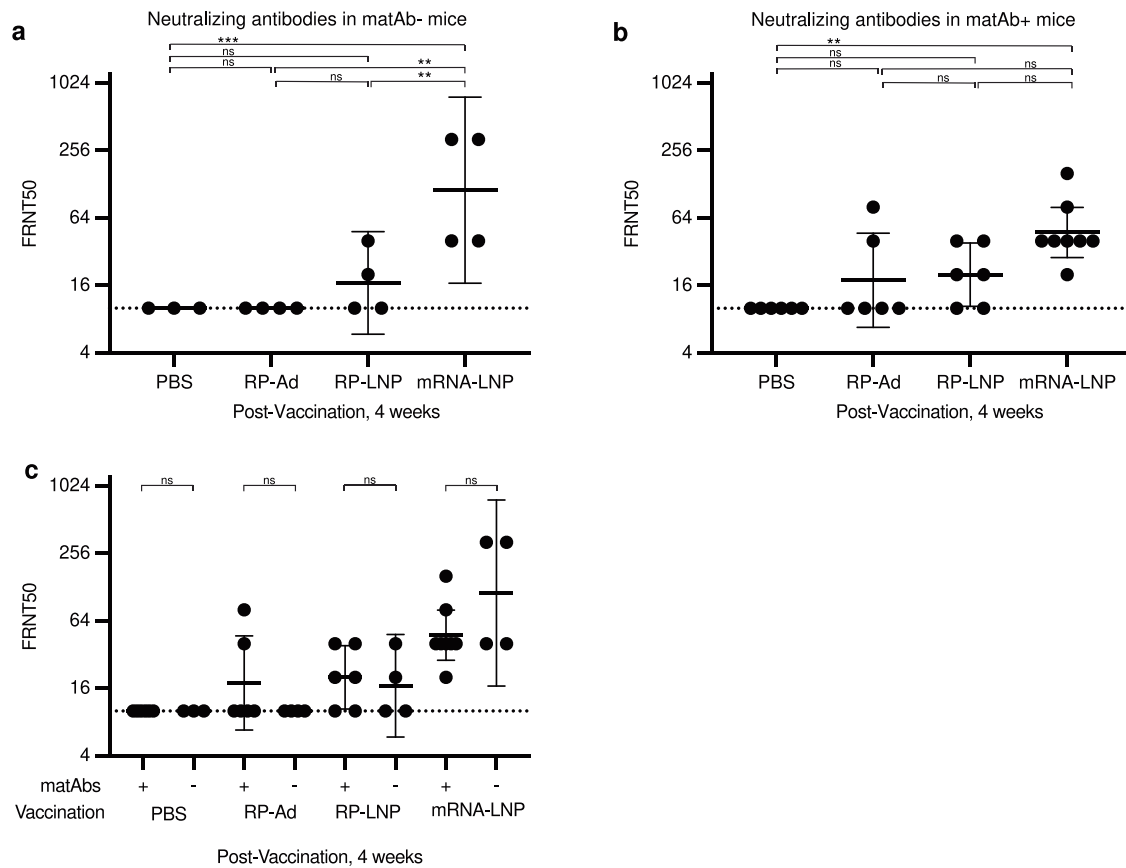 a
Neutralizing antibodies in matAb- mice
***
ns
ns
**
ns
**
1024
256
64
16
4
FRNT50
PBS RP-Ad RP-LNP mRNA-LNP
Post-Vaccination, 4 weeks
b
Neutralizing antibodies in matAb+ mice
**
ns
ns
ns
ns
ns
1024
256
64
16
4
FRNT50
PBS RP-Ad RP-LNP mRNA-LNP
Post-Vaccination, 4 weeks
c
ns ns ns ns
1024
256
64
16
4
FRNT50
matAbs + - + - + - + -
Vaccination PBS RP-Ad RP-LNP mRNA-LNP
Post-Vaccination, 4 weeks